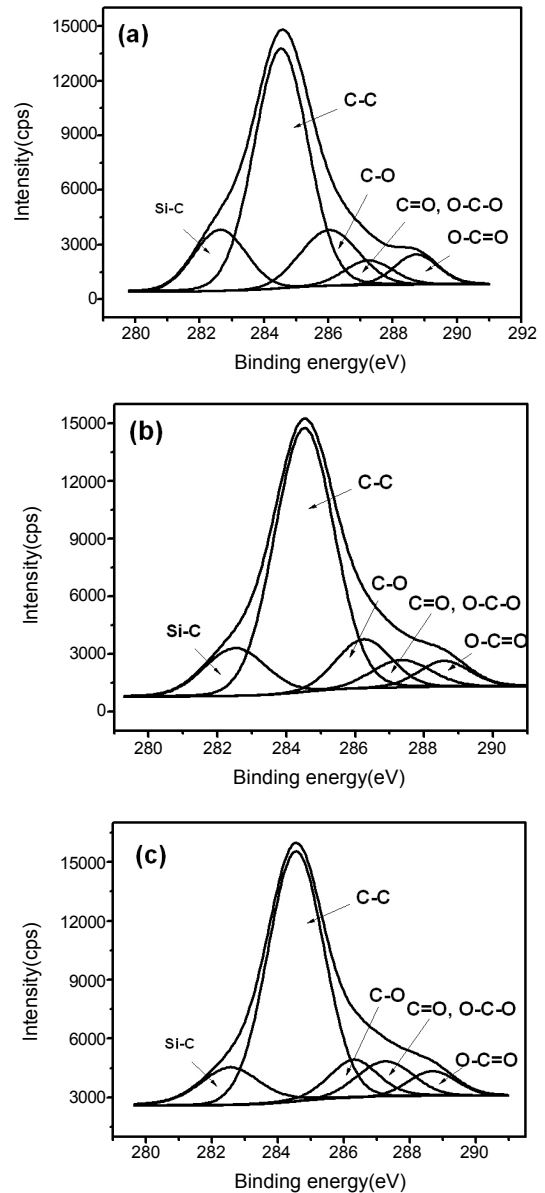 (a)
15000
12000
9000
6000
3000
0
Intensity(cps)
C-C
C-O
C=O, O-C-O
Si-C
O-C=O
280 282 284 286 288 290 292
Binding energy(eV)
(b)
15000
12000
9000
6000
3000
0
Intensity(cps)
C-C
C-O
C=O, O-C-O
Si-C
O-C=O
280 282 284 286 288 290
Binding energy(eV)
(c)
15000
12000
9000
6000
3000
Intensity(cps)
C-C
C-O
C=O, O-C-O
Si-C
O-C=O
280 282 284 286 288 290
Binding energy(eV)